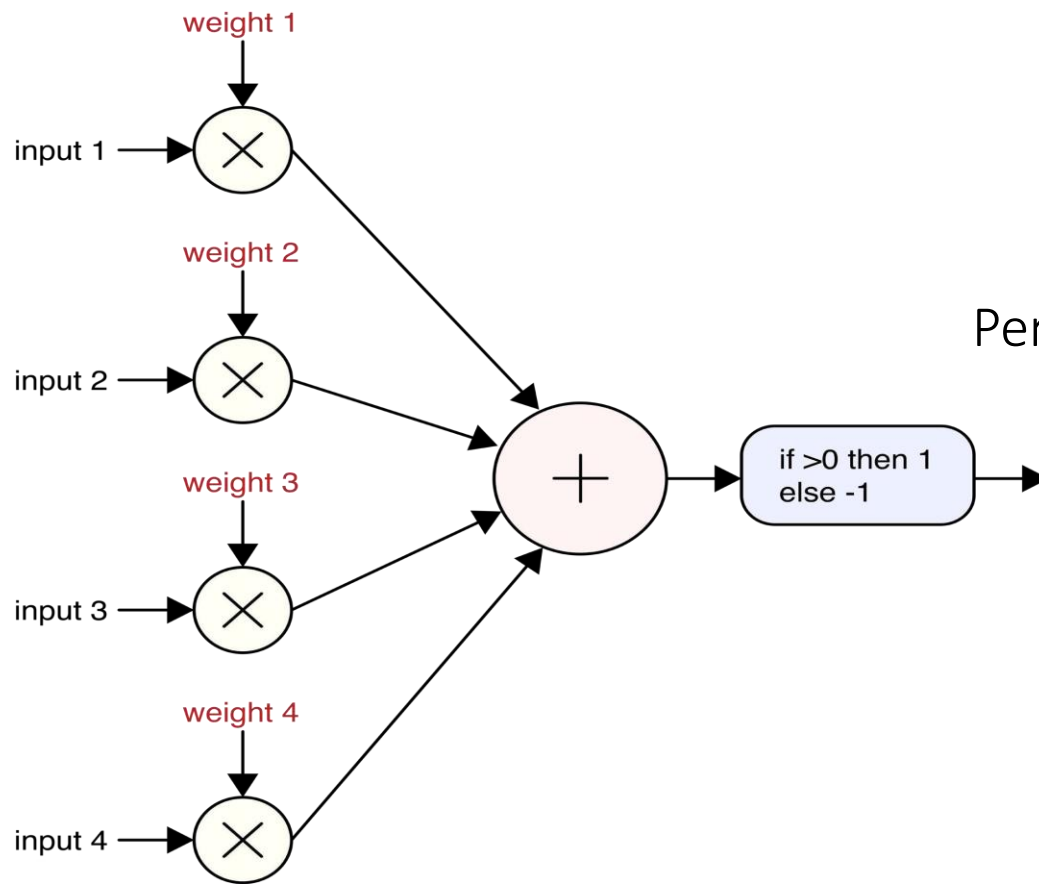 weight 1
input 1
weight 2
input 2
Per
weight 3
if >0 then 1
else -1
input 3
weight 4
input 4